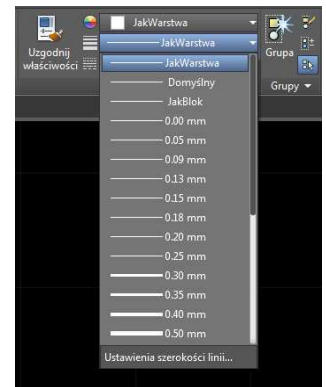 JakWarstwa
JakWarstwa
Uzgodnij
właściwości
Grupa
Grupy
JakWarstwa
Domyślny
JakBlok
0.00 mm
0.05 mm
0.09 mm
0.13 mm
0.15 mm
0.18 mm
0.20 mm
0.25 mm
0.30 mm
0.35 mm
0.40 mm
0.50 mm
Ustawienia szerokości linii...